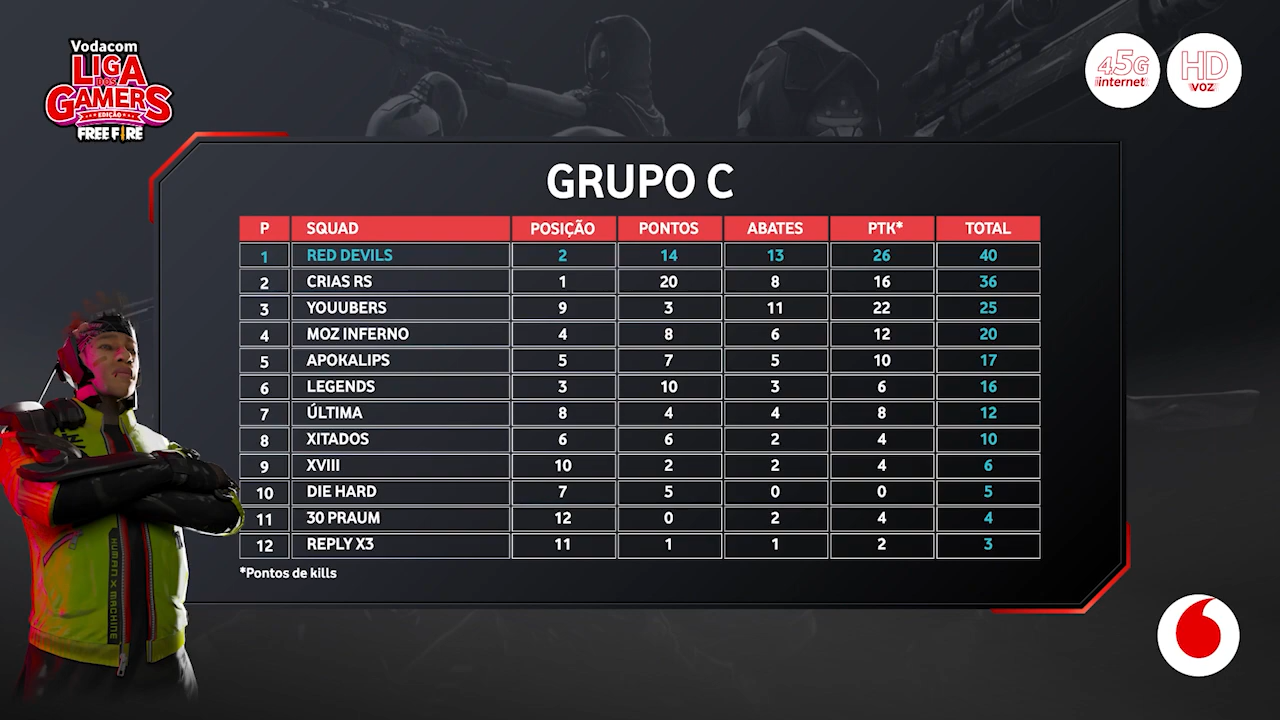 Vodacom
LIGA
DOS
GAMERS
EDIÇÃO
FREE FIRE
4.5G
internet
HD
VOZ
GRUPO C
P SQUAD POSIÇÃO PONTOS ABATES PTK* TOTAL
1 RED DEVILS 2 14 13 26 40
2 CRIAS RS 1 20 8 16 36
3 YOUUBERS 9 3 11 22 25
4 MOZ INFERNO 4 8 6 12 20
5 APOKALIPS 5 7 5 10 17
6 LEGENDS 3 10 3 6 16
7 ÚLTIMA 8 4 4 8 12
8 XITADOS 6 6 2 4 10
9 XVIII 10 2 2 4 6
10 DIE HARD 7 5 0 0 5
11 30 PRAUM 12 0 2 4 4
12 REPLY X3 11 1 1 2 3
*Pontos de kills
HUMAN X MACHINE